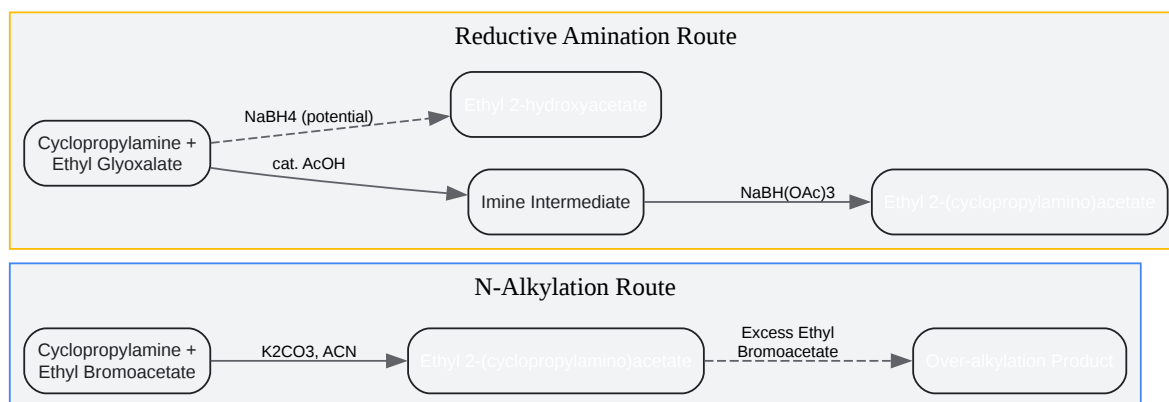 Reductive Amination Route
Ethyl 2-hydroxyacetate
NaBH4 (potential)
Cyclopropylamine +
Ethyl Glyoxalate
cat. AcOH
Imine Intermediate
NaBH(OAc)3
Ethyl 2-(cyclopropylamino)acetate
N-Alkylation Route
Cyclopropylamine +
Ethyl Bromoacetate
K2CO3, ACN
Ethyl 2-(cyclopropylamino)acetate
Excess Ethyl
Bromoacetate
Over-alkylation Product